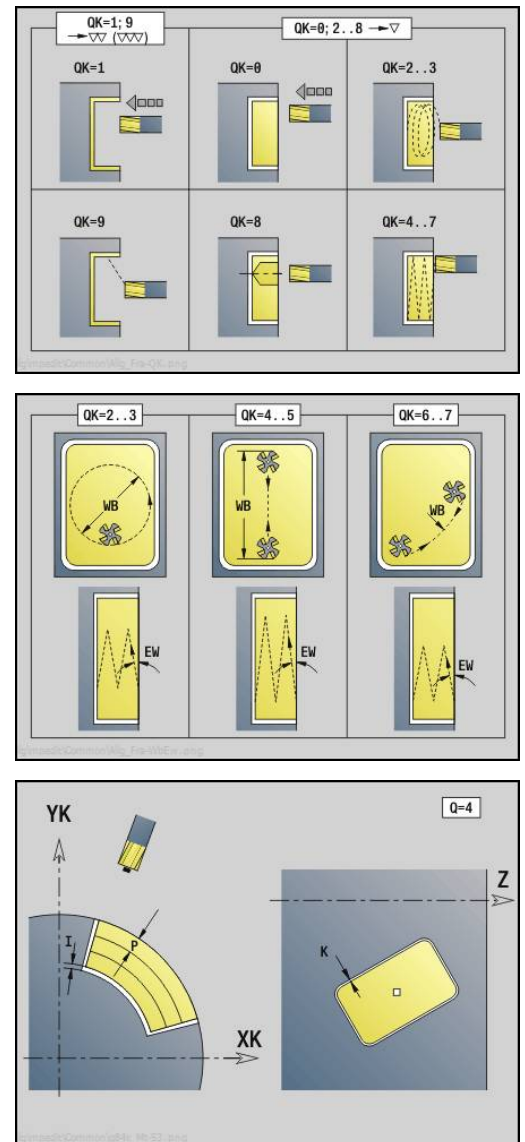 QK=1; 9
→▽▽ (▽▽▽)
QK=0; 2..8 →▽
QK=1
QK=0
QK=2..3
QK=9
QK=8
QK=4..7
QK=2..3
QK=4..5
QK=6..7
WB
WB
WB
EW
EW
EW
YK
Q=4
Z
I
P
K
XK